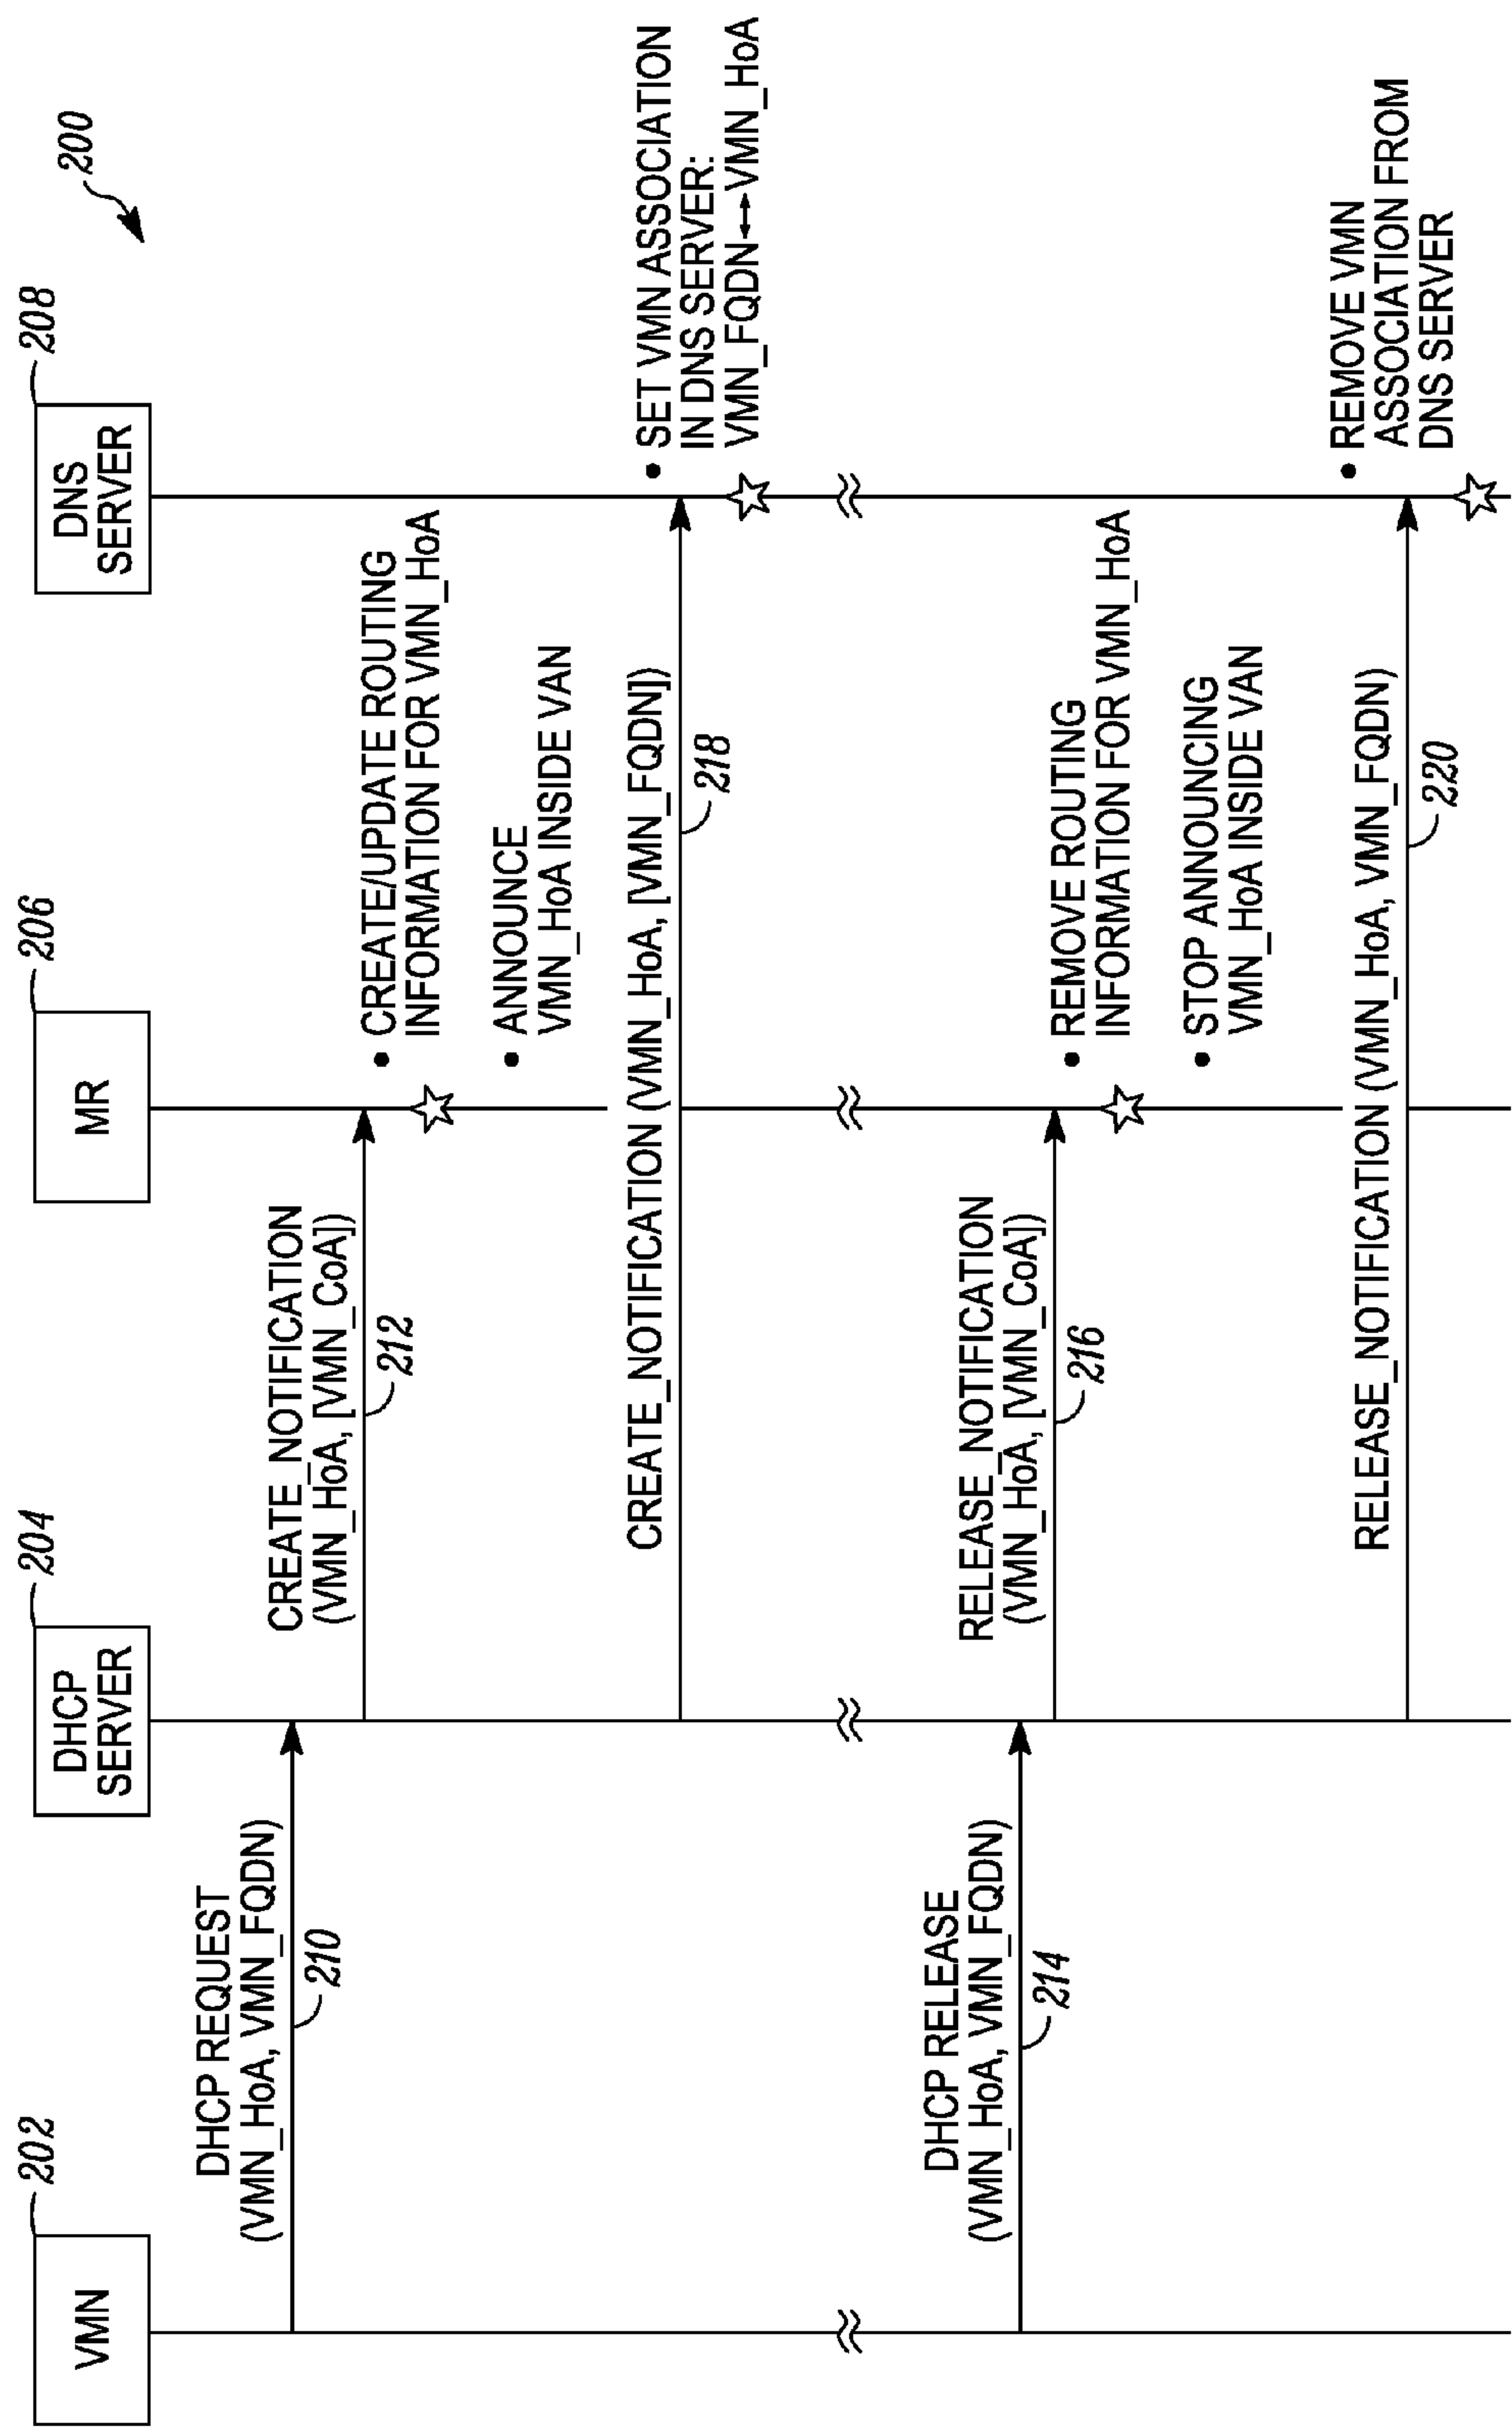 200
202
VMN
204
DHCP
SERVER
206
MR
208
DNS
SERVER
DHCP REQUEST
(VMN_HoA, VMN_FQDN)
210
CREATE_NOTIFICATION
(VMN_HoA, [VMN_CoA])
212
• CREATE/UPDATE ROUTING
INFORMATION FOR VMN_HoA
• ANNOUNCE
VMN_HoA INSIDE VAN
CREATE_NOTIFICATION (VMN_HoA, [VMN_FQDN])
218
• SET VMN ASSOCIATION
IN DNS SERVER:
VMN_FQDN↔VMN_HoA
DHCP RELEASE
(VMN_HoA, VMN_FQDN)
214
RELEASE_NOTIFICATION
(VMN_HoA, [VMN_CoA])
216
• REMOVE ROUTING
INFORMATION FOR VMN_HoA
• STOP ANNOUNCING
VMN_HoA INSIDE VAN
RELEASE_NOTIFICATION (VMN_HoA, VMN_FQDN)
220
• REMOVE VMN
ASSOCIATION FROM
DNS SERVER